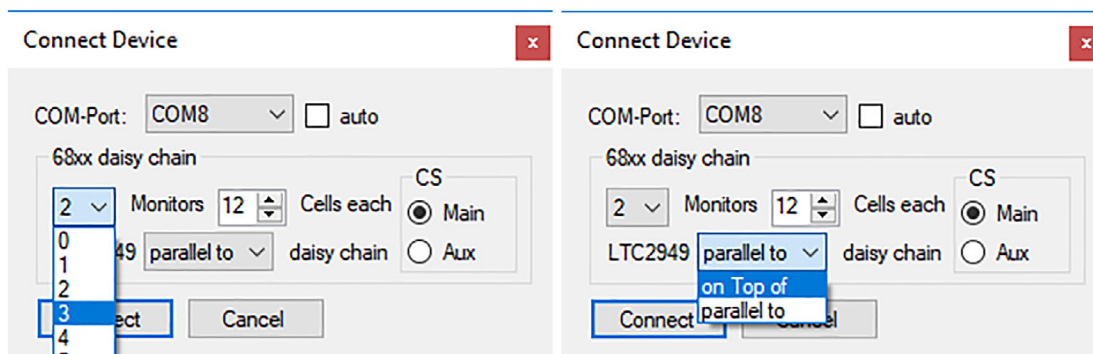 Connect Device
x
COM-Port: COM8 auto
68xx daisy chain
CS
2 Monitors 12 Cells each Main
0
49 parallel to daisy chain Aux
1
2
3 ect Cancel
4
Connect Device
x
COM-Port: COM8 auto
68xx daisy chain
CS
2 Monitors 12 Cells each Main
LTC2949 parallel to daisy chain Aux
on Top of
parallel to
Connect